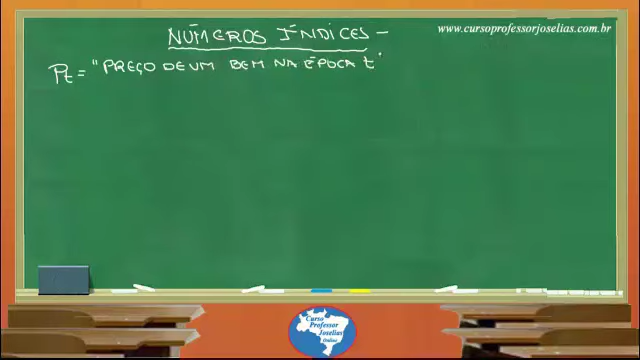 NÚMEROS ÍNDICES –
www.cursoprofessorjoselias.com.br
Pt = "PREÇO DE UM BEM NA ÉPOCA t"
Curso
Professor
Joselias
Online